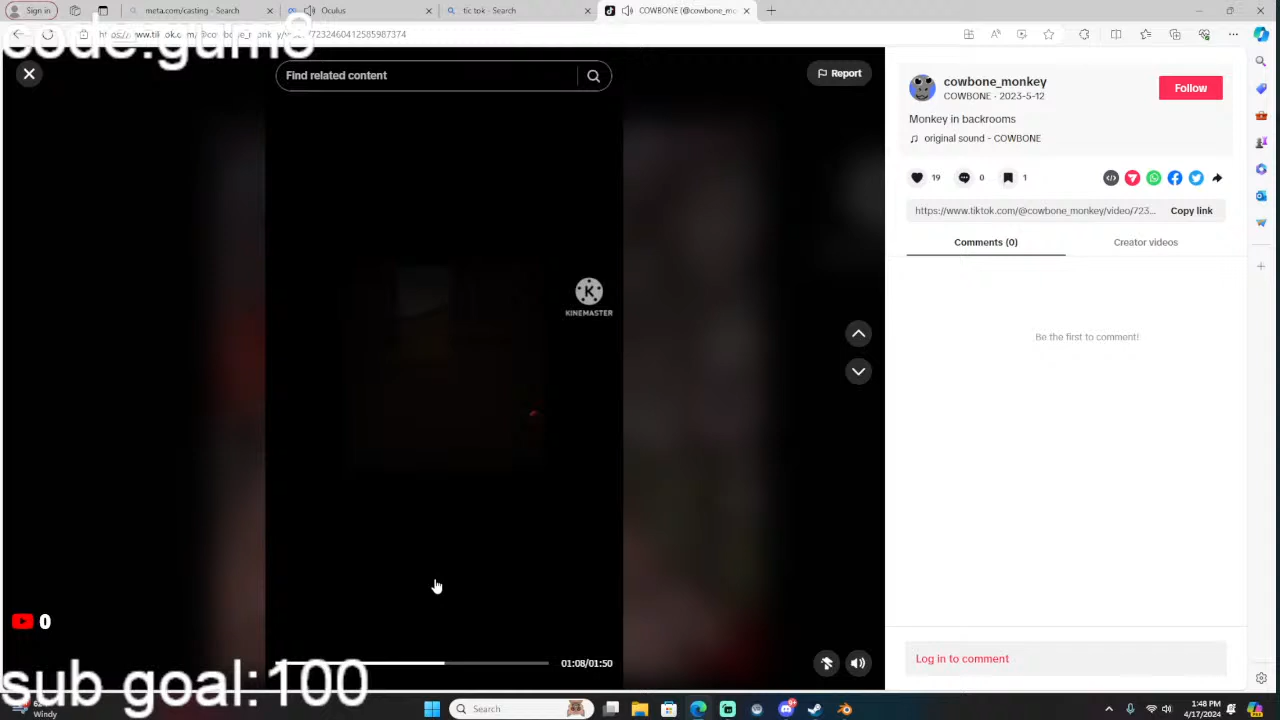 Sign in
meta.com/casting - Search
Oculus
tic tok - Search
COWBONE (@cowbone_mo
code:gum8
Find related content
Report
KINEMASTER
01:08/01:50
0
sub goal:100
cowbone_monkey
COWBONE · 2023-5-12
Follow
Monkey in backrooms
original sound - COWBONE
19
0
1
https://www.tiktok.com/@cowbone_monkey/video/723...
Copy link
Comments (0)
Creator videos
Be the first to comment!
Log in to comment
Windy
Search
1:48 PM
4/17/2024